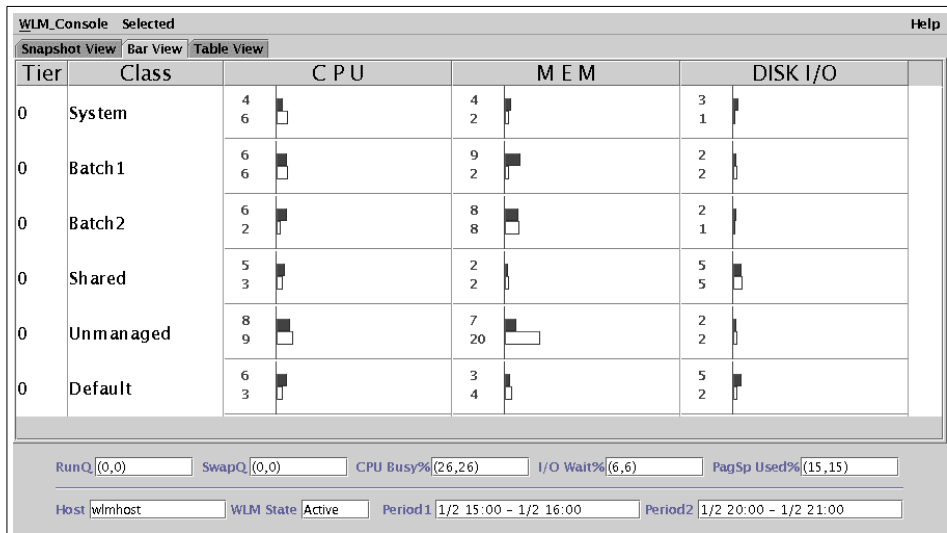 WLM_Console Selected Help
Snapshot View Bar View Table View
Tier Class CPU MEM DISK I/O
0 System 4 4 3
6 2 1
0 Batch1 6 9 2
6 2 2
0 Batch2 6 8 2
2 8 1
0 Shared 5 2 5
3 2 5
0 Unmanaged 8 7 2
9 20 2
0 Default 6 3 5
3 4 2
RunQ (0,0) SwapQ (0,0) CPU Busy% (26,26) I/O Wait% (6,6) PagSp Used% (15,15)
Host wlmhost WLM State Active Period1 1/2 15:00 - 1/2 16:00 Period2 1/2 20:00 - 1/2 21:00